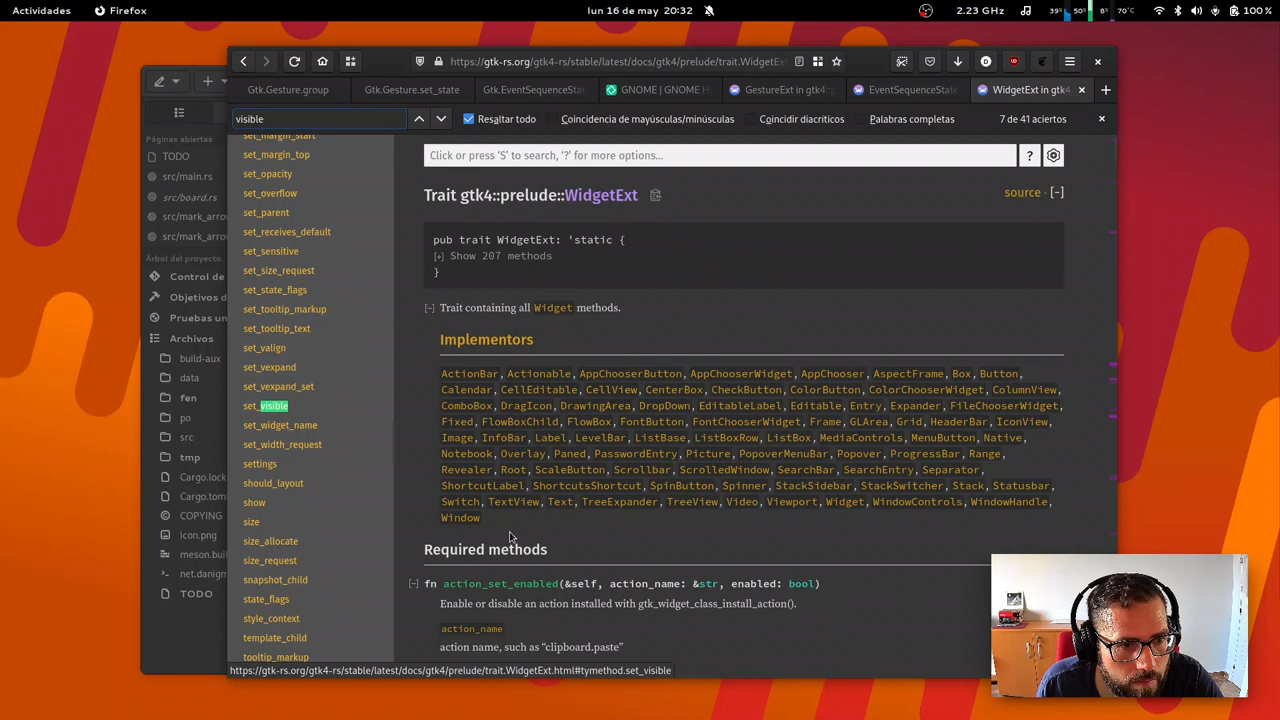 Actividades
Firefox
lun 16 de may 20:32
2.23 GHz
39%
50%
8%
70°C
100 %
https://gtk-rs.org/gtk4-rs/stable/latest/docs/gtk4/prelude/trait.WidgetEx
Gtk.Gesture.group
Gtk.Gesture.set_state
Gtk.EventSequenceStat
GNOME | GNOME H
GestureExt in gtk4::p
EventSequenceState
WidgetExt in gtk4
visible
Resaltar todo
Coincidencia de mayúsculas/minúsculas
Coincidir diacríticos
Palabras completas
7 de 41 aciertos
Páginas abiertas
TODO
src/main.rs
src/board.rs
src/mark_arro
src/mark_arro
Árbol del proyecto.
Control de
Objetivos d
Pruebas un
Archivos
build-aux
data
fen
po
src
tmp
Cargo.lock
Cargo.toml
COPYING
icon.png
meson.buil
net.danigm
TODO
set_margin_start
set_margin_top
set_opacity
set_overflow
set_parent
set_receives_default
set_sensitive
set_size_request
set_state_flags
set_tooltip_markup
set_tooltip_text
set_valign
set_vexpand
set_vexpand_set
set_visible
set_widget_name
set_width_request
settings
should_layout
show
size
size_allocate
size_request
snapshot_child
state_flags
style_context
template_child
tooltip_markup
Click or press ‘S’ to search, ‘?’ for more options…
?
Trait gtk4::prelude::WidgetExt
source · [−]
pub trait WidgetExt: 'static {
[+] Show 207 methods
}
[−] Trait containing all Widget methods.
Implementors
ActionBar, Actionable, AppChooserButton, AppChooserWidget, AppChooser, AspectFrame, Box, Button,
Calendar, CellEditable, CellView, CenterBox, CheckButton, ColorButton, ColorChooserWidget, ColumnView,
ComboBox, DragIcon, DrawingArea, DropDown, EditableLabel, Editable, Entry, Expander, FileChooserWidget,
Fixed, FlowBoxChild, FlowBox, FontButton, FontChooserWidget, Frame, GLArea, Grid, HeaderBar, IconView,
Image, InfoBar, Label, LevelBar, ListBase, ListBoxRow, ListBox, MediaControls, MenuButton, Native,
Notebook, Overlay, Paned, PasswordEntry, Picture, PopoverMenuBar, Popover, ProgressBar, Range,
Revealer, Root, ScaleButton, Scrollbar, ScrolledWindow, SearchBar, SearchEntry, Separator,
ShortcutLabel, ShortcutsShortcut, SpinButton, Spinner, StackSidebar, StackSwitcher, Stack, Statusbar,
Switch, TextView, Text, TreeExpander, TreeView, Video, Viewport, Widget, WindowControls, WindowHandle,
Window
Required methods
[−] fn action_set_enabled(&self, action_name: &str, enabled: bool)
Enable or disable an action installed with gtk_widget_class_install_action().
action_name
action name, such as “clipboard.paste”
https://gtk-rs.org/gtk4-rs/stable/latest/docs/gtk4/prelude/trait.WidgetExt.html#tymethod.set_visible